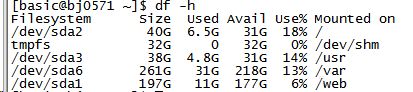 [basic@bj0571 ~]$ df -h
Filesystem Size Used Avail Use% Mounted on
/dev/sda2 40G 6.5G 31G 18% /
tmpfs 32G 0 32G 0% /dev/shm
/dev/sda3 38G 4.8G 31G 14% /usr
/dev/sda6 261G 31G 218G 13% /var
/dev/sda1 197G 11G 177G 6% /web